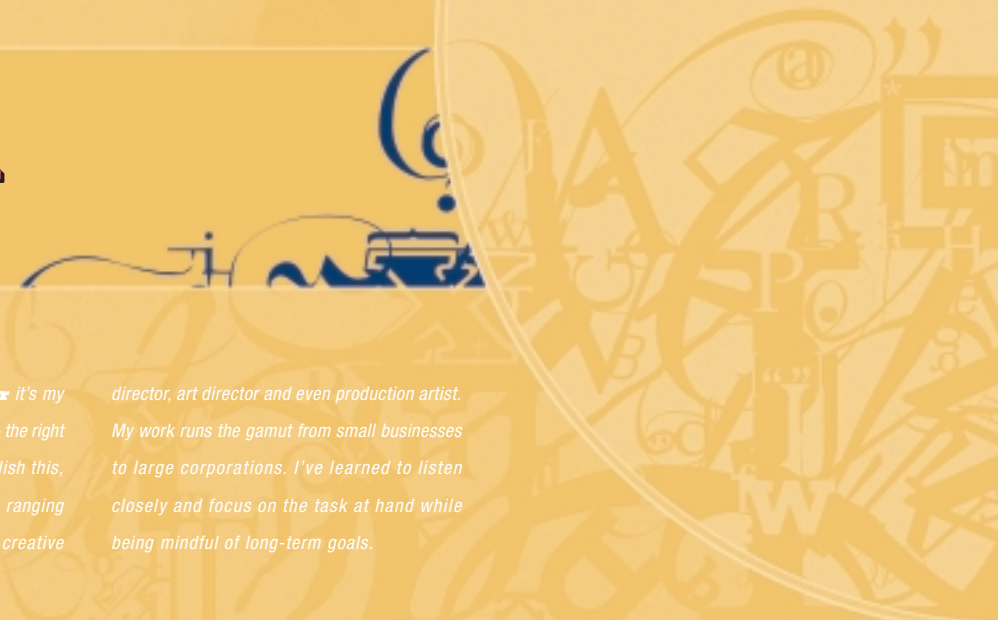 it's my
the right
lish this,
ranging
creative
director, art director and even production artist.
My work runs the gamut from small businesses
to large corporations. I've learned to listen
closely and focus on the task at hand while
being mindful of long-term goals.